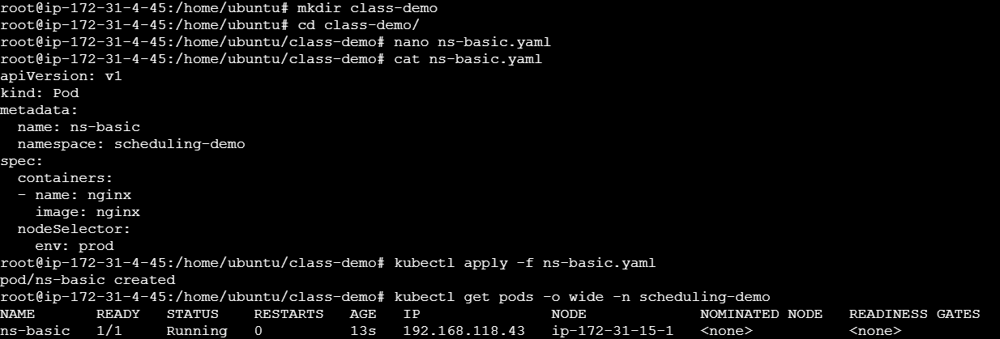 root@ip-172-31-4-45:/home/ubuntu# mkdir class-demo
root@ip-172-31-4-45:/home/ubuntu# cd class-demo/
root@ip-172-31-4-45:/home/ubuntu/class-demo# nano ns-basic.yaml
root@ip-172-31-4-45:/home/ubuntu/class-demo# cat ns-basic.yaml
apiVersion: v1
kind: Pod
metadata:
  name: ns-basic
  namespace: scheduling-demo
spec:
  containers:
  - name: nginx
    image: nginx
  nodeSelector:
    env: prod
root@ip-172-31-4-45:/home/ubuntu/class-demo# kubectl apply -f ns-basic.yaml
pod/ns-basic created
root@ip-172-31-4-45:/home/ubuntu/class-demo# kubectl get pods -o wide -n scheduling-demo
NAME       READY   STATUS    RESTARTS   AGE   IP               NODE             NOMINATED NODE   READINESS GATES
ns-basic   1/1     Running   0          13s   192.168.118.43   ip-172-31-15-1   <none>           <none>